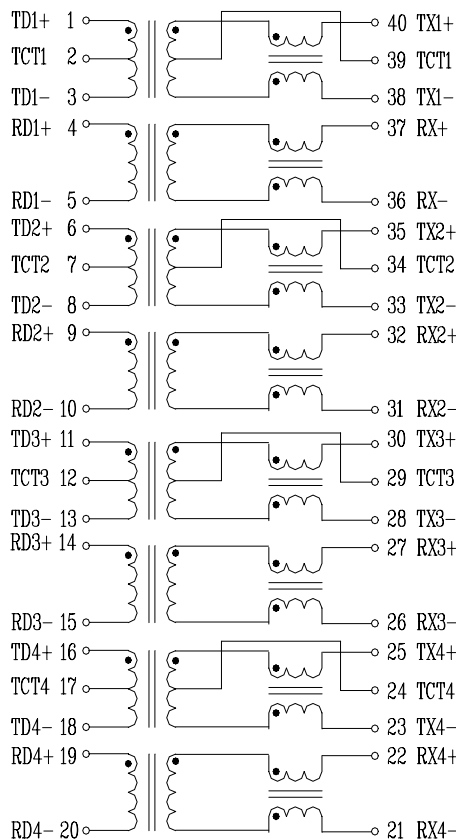 TD1+ 1 40 TX1+
TCT1 2 39 TCT1
TD1- 3 38 TX1-
RD1+ 4 37 RX+
RD1- 5 36 RX-
TD2+ 6 35 TX2+
TCT2 7 34 TCT2
TD2- 8 33 TX2-
RD2+ 9 32 RX2+
RD2- 10 31 RX2-
TD3+ 11 30 TX3+
TCT3 12 29 TCT3
TD3- 13 28 TX3-
RD3+ 14 27 RX3+
RD3- 15 26 RX3-
TD4+ 16 25 TX4+
TCT4 17 24 TCT4
TD4- 18 23 TX4-
RD4+ 19 22 RX4+
RD4- 20 21 RX4-